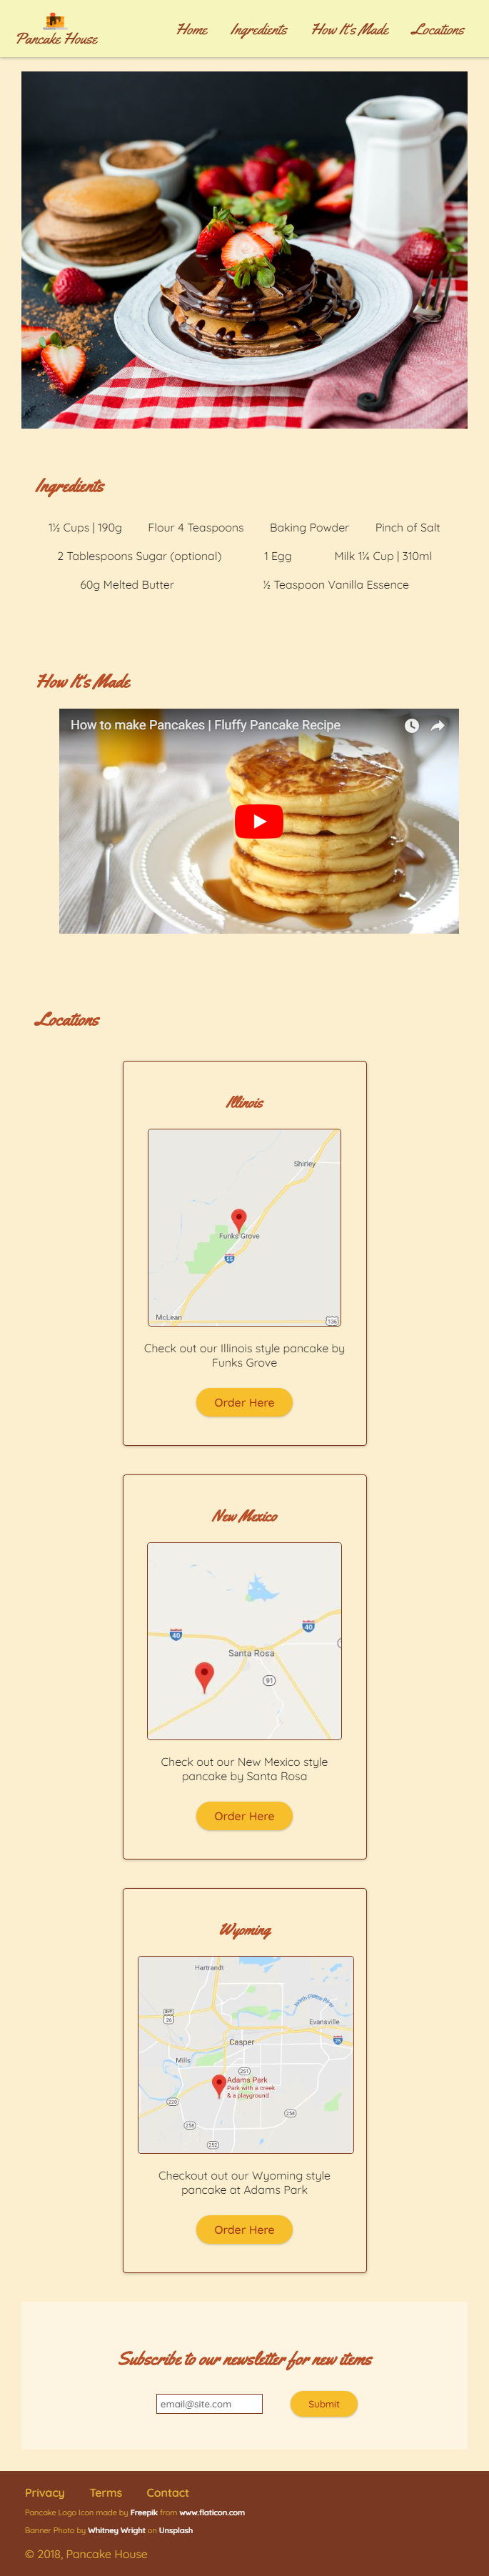 Pancake House
Home Ingredients How It's Made Locations
Ingredients
1½ Cups | 190g Flour 4 Teaspoons Baking Powder Pinch of Salt
2 Tablespoons Sugar (optional) 1 Egg Milk 1¼ Cup | 310ml
60g Melted Butter ½ Teaspoon Vanilla Essence
How It's Made
How to make Pancakes | Fluffy Pancake Recipe
Locations
Illinois
Shirley
Funks Grove
55
McLean
136
Check out our Illinois style pancake by
Funks Grove
Order Here
New Mexico
40
40
Santa Rosa
91
Check out our New Mexico style
pancake by Santa Rosa
Order Here
Wyoming
Hartrandt
North Platte River
26
Evansville
25
Casper
Mills
251
Adams Park
Park with a creek
& a playground
220
258
258
252
Checkout out our Wyoming style
pancake at Adams Park
Order Here
Subscribe to our newsletter for new items
email@site.com Submit
Privacy Terms Contact
Pancake Logo Icon made by Freepik from www.flaticon.com
Banner Photo by Whitney Wright on Unsplash
© 2018, Pancake House